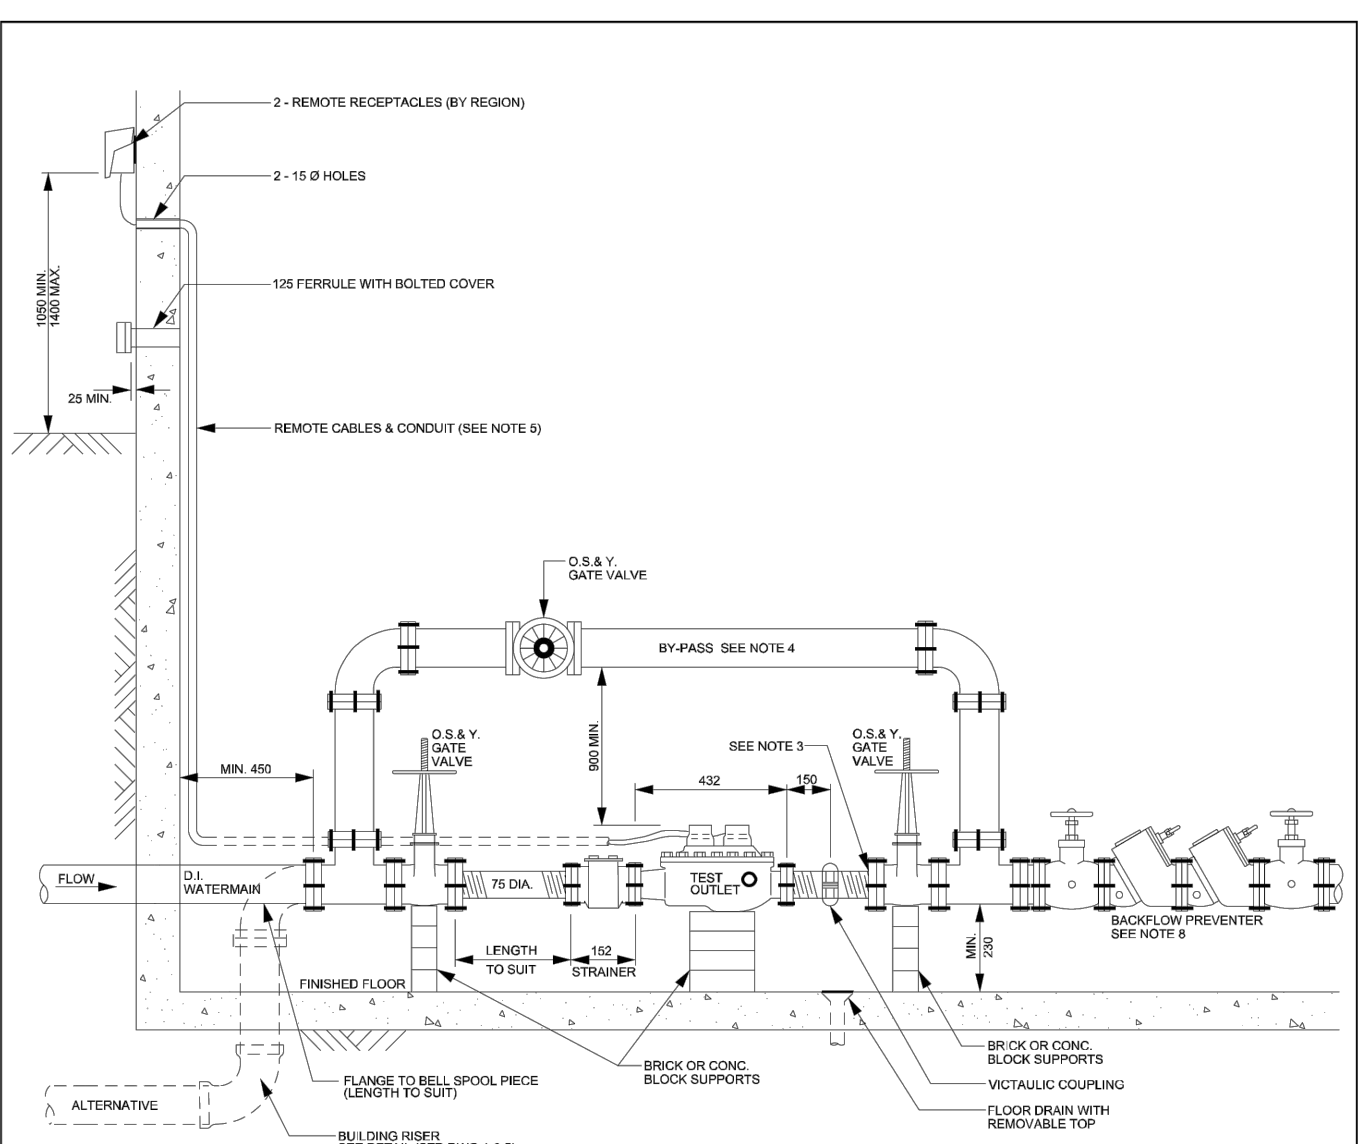 2 - REMOTE RECEPTACLES (BY REGION)
2 - 15 Ø HOLES
125 FERRULE WITH BOLTED COVER
1050 MIN.
1400 MAX.
25 MIN.
REMOTE CABLES & CONDUIT (SEE NOTE 5)
O.S.& Y.
GATE VALVE
BY-PASS SEE NOTE 4
O.S.& Y.
GATE
VALVE
900 MIN.
SEE NOTE 3
O.S.& Y.
GATE
VALVE
MIN. 450
432
150
FLOW
D.I.
WATERMAIN
75 DIA.
TEST
OUTLET
BACKFLOW PREVENTER
SEE NOTE 8
MIN.
230
LENGTH
TO SUIT
152
STRAINER
FINISHED FLOOR
BRICK OR CONC.
BLOCK SUPPORTS
BRICK OR CONC.
BLOCK SUPPORTS
FLANGE TO BELL SPOOL PIECE
(LENGTH TO SUIT)
VICTAULIC COUPLING
ALTERNATIVE
FLOOR DRAIN WITH
REMOVABLE TOP
BUILDING RISER